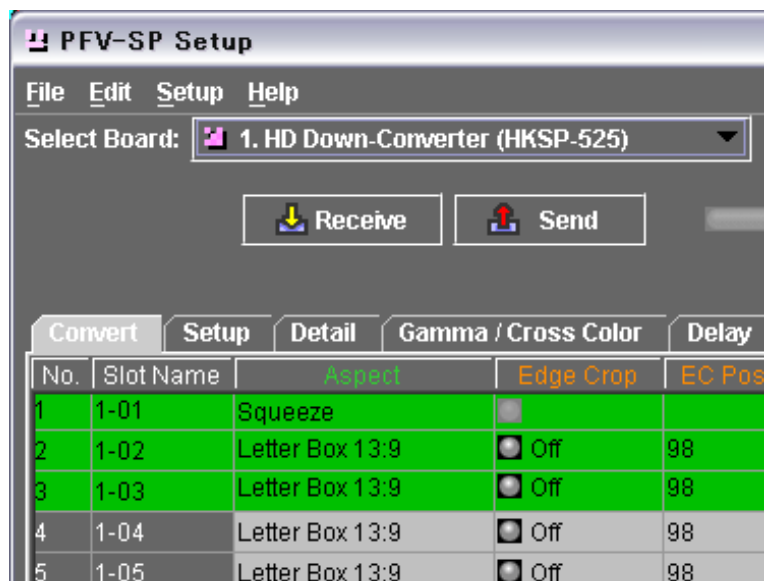 PFV-SP Setup
File Edit Setup Help
Select Board: 1. HD Down-Converter (HKSP-525)
Receive Send
Convert Setup Detail Gamma / Cross Color Delay
No. Slot Name Aspect Edge Crop EC Pos
1 1-01 Squeeze
2 1-02 Letter Box 13:9 Off 98
3 1-03 Letter Box 13:9 Off 98
4 1-04 Letter Box 13:9 Off 98
5 1-05 Letter Box 13:9 Off 98